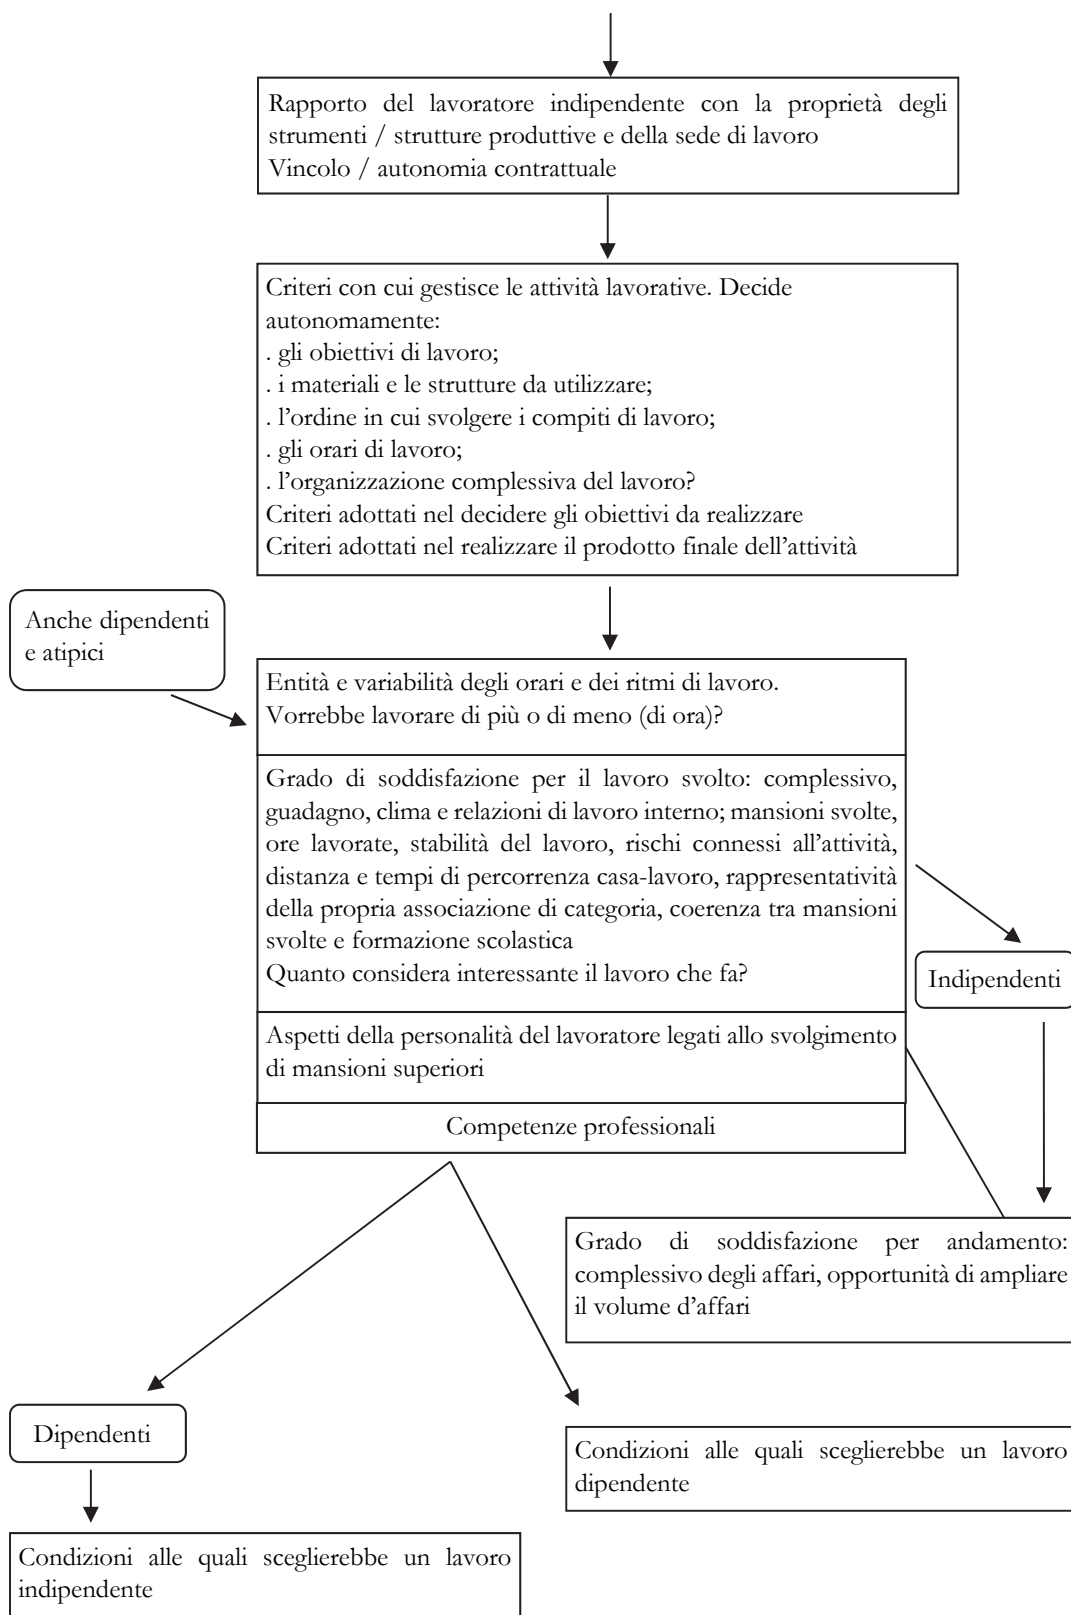 Rapporto del lavoratore indipendente con la proprietà degli
strumenti / strutture produttive e della sede di lavoro
Vincolo / autonomia contrattuale
Criteri con cui gestisce le attività lavorative. Decide
autonomamente:
. gli obiettivi di lavoro;
. i materiali e le strutture da utilizzare;
. l’ordine in cui svolgere i compiti di lavoro;
. gli orari di lavoro;
. l’organizzazione complessiva del lavoro?
Criteri adottati nel decidere gli obiettivi da realizzare
Criteri adottati nel realizzare il prodotto finale dell’attività
Anche dipendenti
e atipici
Entità e variabilità degli orari e dei ritmi di lavoro.
Vorrebbe lavorare di più o di meno (di ora)?
Grado di soddisfazione per il lavoro svolto: complessivo,
guadagno, clima e relazioni di lavoro interno; mansioni svolte,
ore lavorate, stabilità del lavoro, rischi connessi all’attività,
distanza e tempi di percorrenza casa-lavoro, rappresentatività
della propria associazione di categoria, coerenza tra mansioni
svolte e formazione scolastica
Quanto considera interessante il lavoro che fa?
Indipendenti
Aspetti della personalità del lavoratore legati allo svolgimento
di mansioni superiori
Competenze professionali
Grado di soddisfazione per andamento:
complessivo degli affari, opportunità di ampliare
il volume d’affari
Dipendenti
Condizioni alle quali sceglierebbe un lavoro
dipendente
Condizioni alle quali sceglierebbe un lavoro
indipendente